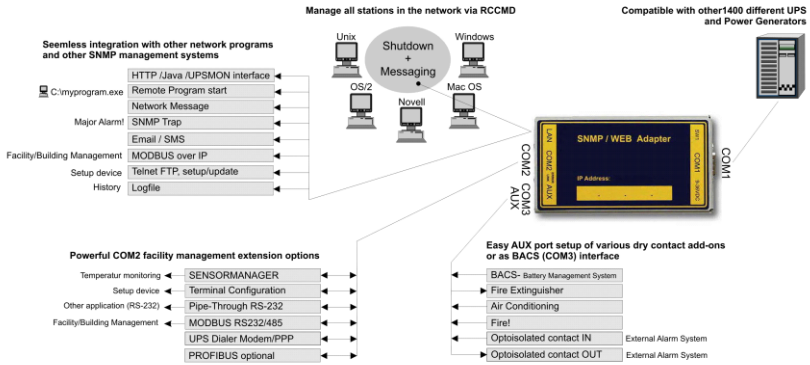 Manage all stations in the network via RCCMD
Compatible with other1400 different UPS
and Power Generators
Seemless integration with other network programs
and other SNMP management systems
Unix
Windows
Shutdown
+
Messaging
OS/2
Mac OS
Novell
HTTP /Java /UPSMON interface
C:\myprogram.exe Remote Program start
Network Message
Major Alarm! SNMP Trap
Email / SMS
Facility/Building Management MODBUS over IP
Setup device Telnet FTP, setup/update
History Logfile
LAN
COM2
AUX
SNMP / WEB Adapter
IP Address:
COM1
COM2
COM3
AUX
COM1
Powerful COM2 facility management extension options
Temperatur monitoring SENSORMANAGER
Setup device Terminal Configuration
Other application (RS-232) Pipe-Through RS-232
Facility/Building Management MODBUS RS232/485
UPS Dialer Modem/PPP
PROFIBUS optional
Easy AUX port setup of various dry contact add-ons
or as BACS (COM3) interface
BACS- Battery Management System
Fire Extinguisher
Air Conditioning
Fire!
Optoisolated contact IN External Alarm System
Optoisolated contact OUT External Alarm System